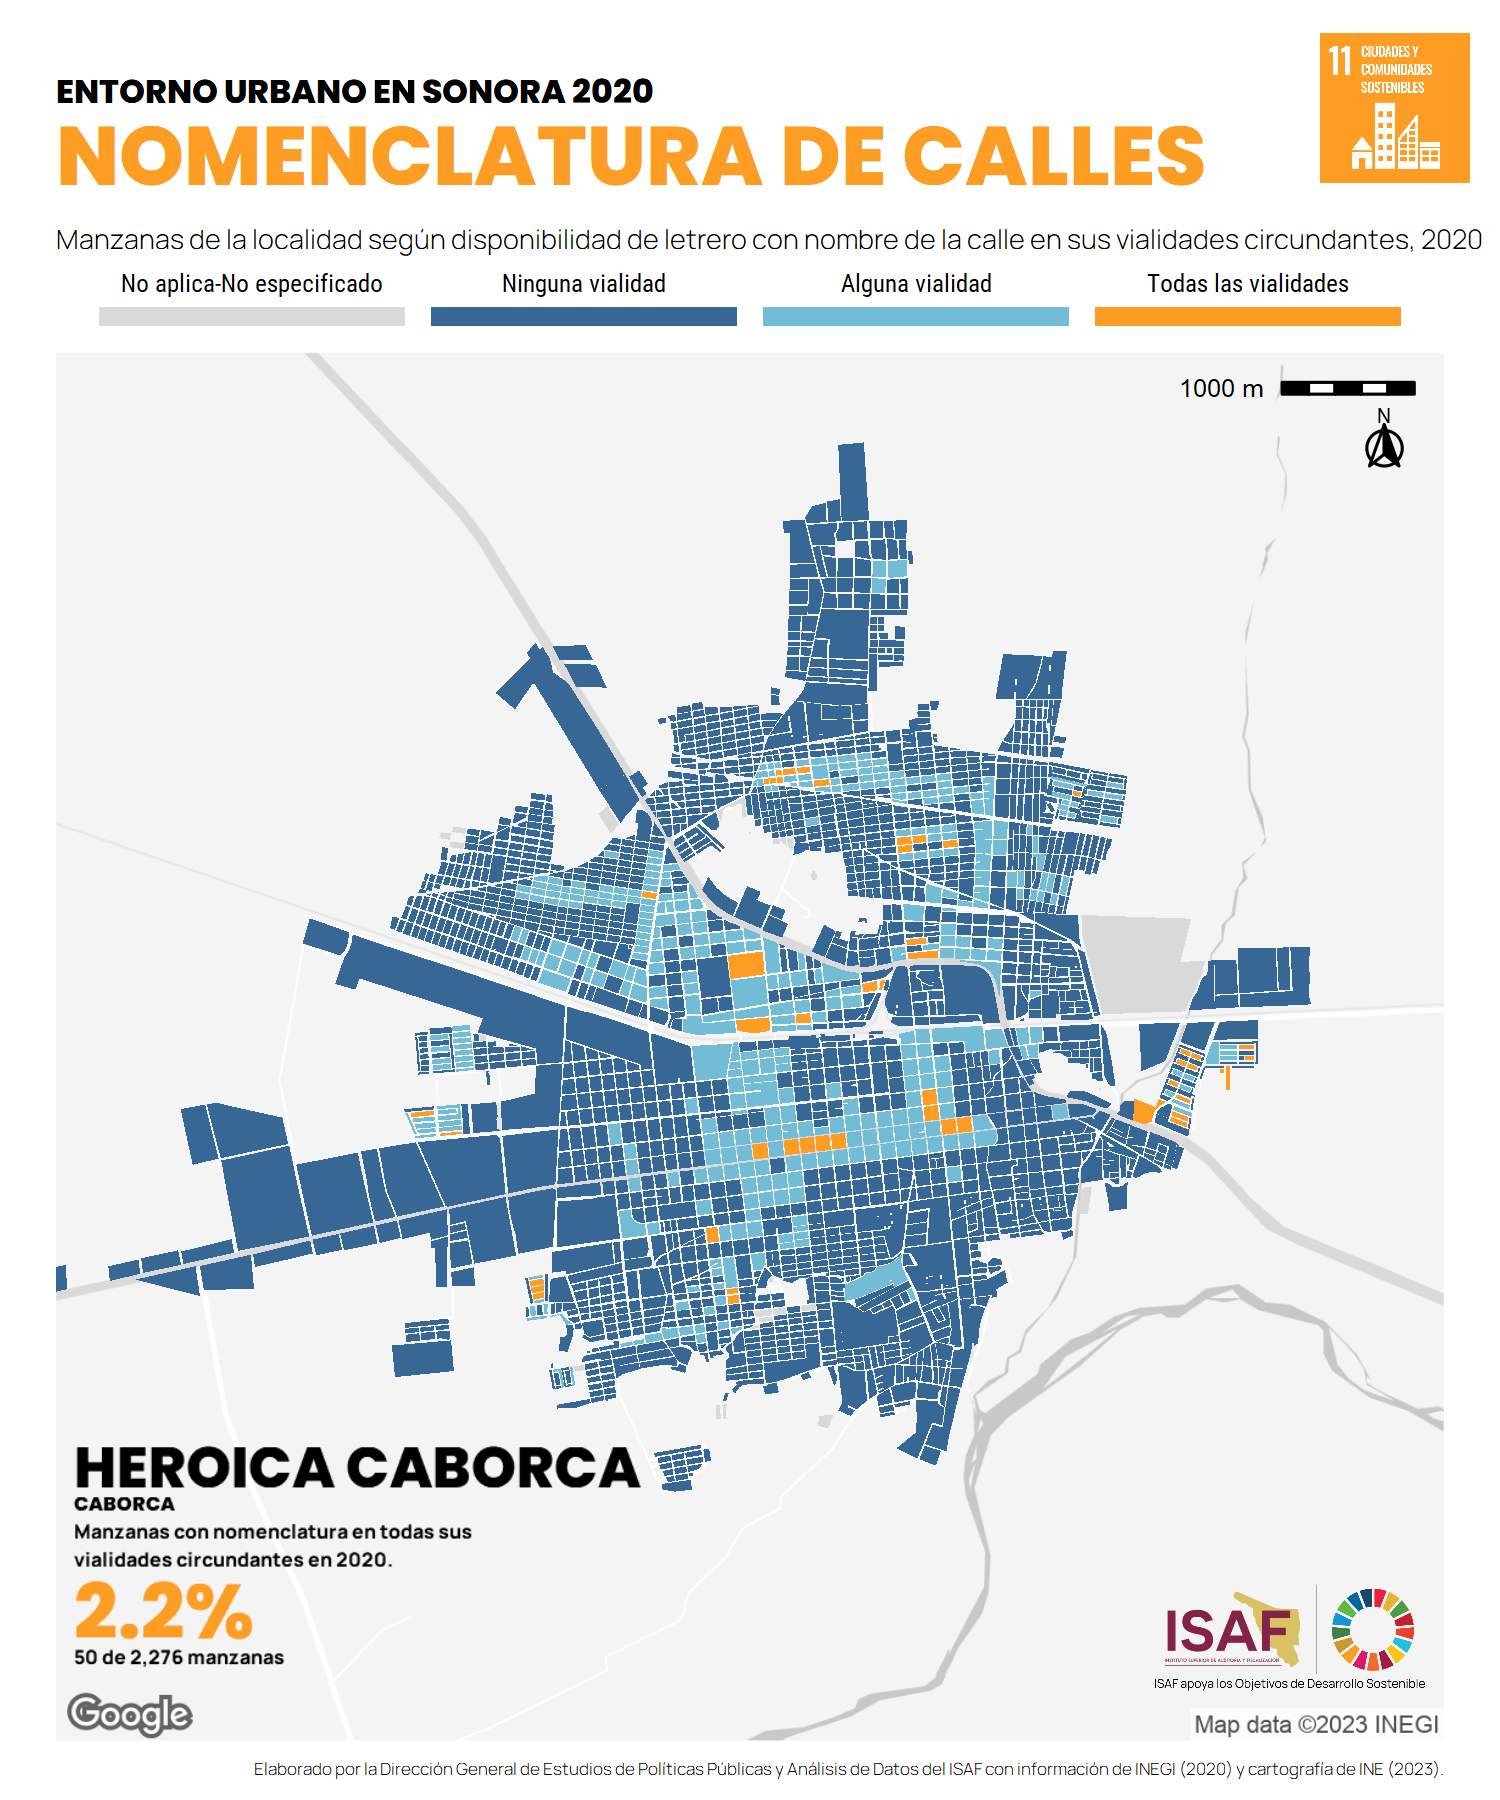 11 CIUDADES Y
COMUNIDADES
SOSTENIBLES
ENTORNO URBANO EN SONORA 2020
NOMENCLATURA DE CALLES
Manzanas de la localidad según disponibilidad de letrero con nombre de la calle en sus vialidades circundantes, 2020
No aplica-No especificado Ninguna vialidad Alguna vialidad Todas las vialidades
1000 m
N
HEROICA CABORCA
CABORCA
Manzanas con nomenclatura en todas sus
vialidades circundantes en 2020.
2.2%
50 de 2,276 manzanas
Google
ISAF
INSTITUTO SUPERIOR DE AUDITORÍA Y FISCALIZACIÓN
ISAF apoya los Objetivos de Desarrollo Sostenible
Map data ©2023 INEGI
Elaborado por la Dirección General de Estudios de Políticas Públicas y Análisis de Datos del ISAF con información de INEGI (2020) y cartografía de INE (2023).